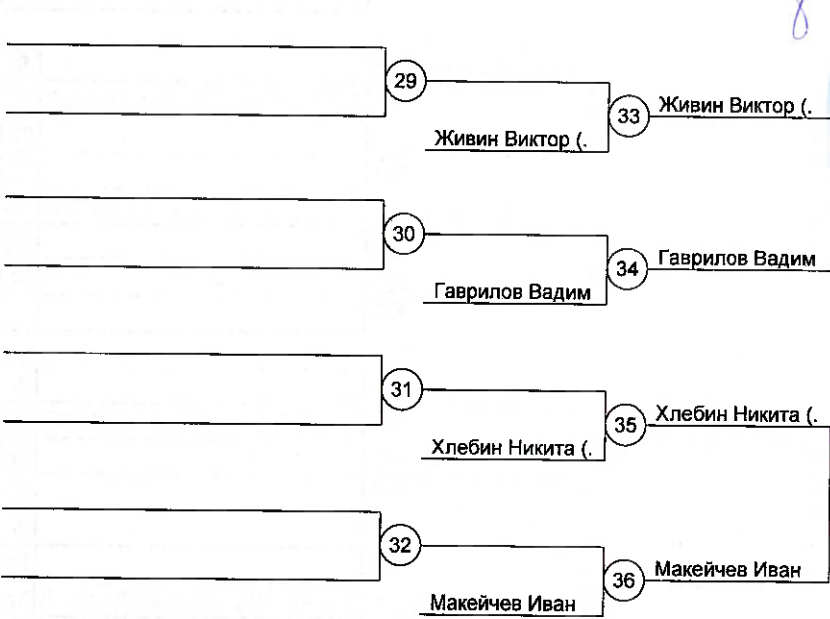 8
29
33 Живин Виктор (.
Живин Виктор (.
30
34 Гаврилов Вадим
Гаврилов Вадим
31
35 Хлебин Никита (.
Хлебин Никита (.
32
36 Макейчев Иван
Макейчев Иван